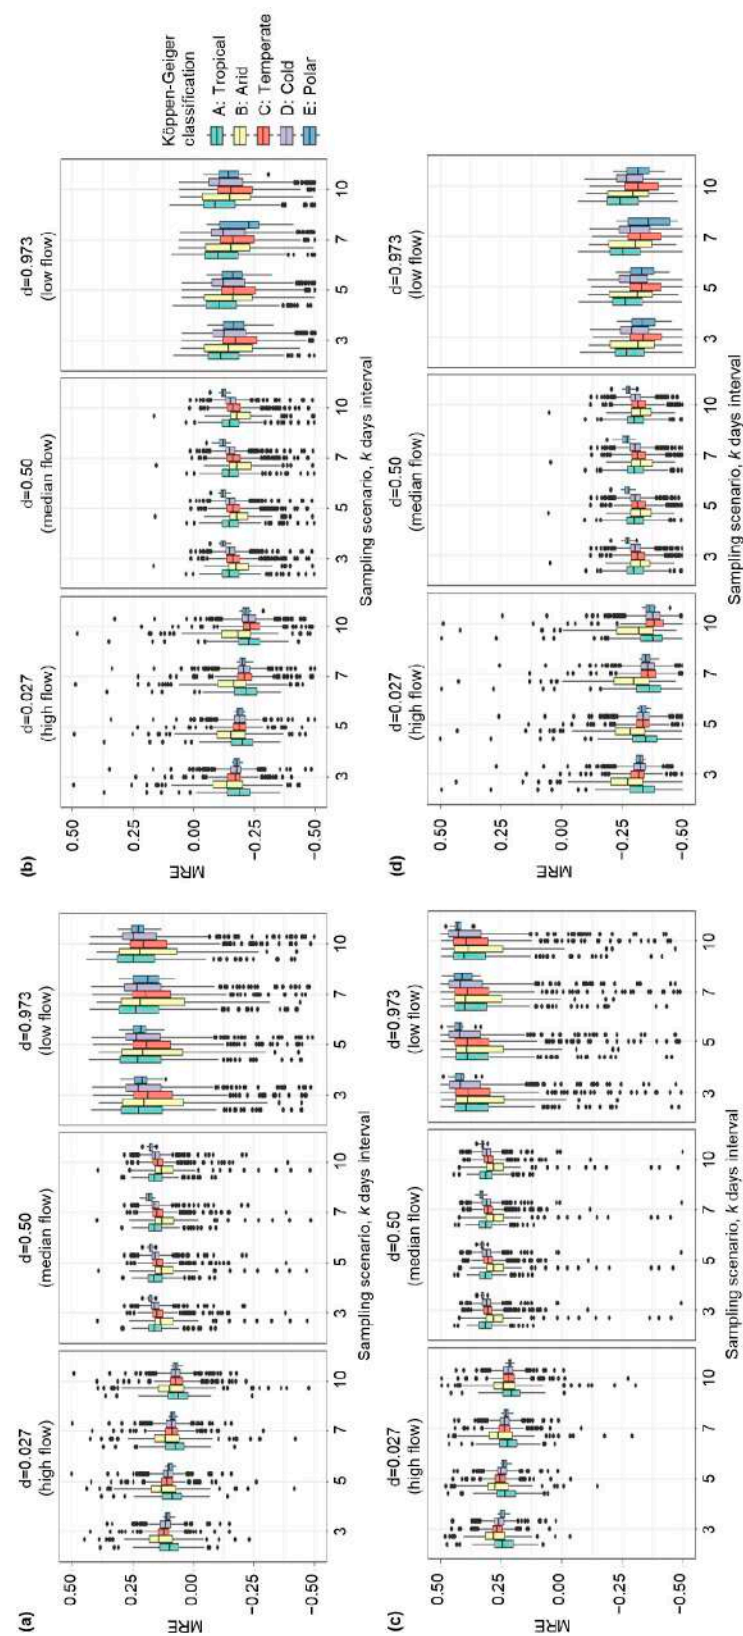 (a)
d=0.027
(high flow)
d=0.50
(median flow)
d=0.973
(low flow)
MRE
0.50
0.25
0.00
−0.25
−0.50
3
5
7
10
3
5
7
10
3
5
7
10
Sampling scenario, k days interval
(b)
d=0.027
(high flow)
d=0.50
(median flow)
d=0.973
(low flow)
MRE
0.50
0.25
0.00
−0.25
−0.50
3
5
7
10
3
5
7
10
3
5
7
10
Sampling scenario, k days interval
Köppen-Geiger
classification
A: Tropical
B: Arid
C: Temperate
D: Cold
E: Polar
(c)
d=0.027
(high flow)
d=0.50
(median flow)
d=0.973
(low flow)
MRE
0.50
0.25
0.00
−0.25
−0.50
3
5
7
10
3
5
7
10
3
5
7
10
Sampling scenario, k days interval
(d)
d=0.027
(high flow)
d=0.50
(median flow)
d=0.973
(low flow)
MRE
0.50
0.25
0.00
−0.25
−0.50
3
5
7
10
3
5
7
10
3
5
7
10
Sampling scenario, k days interval